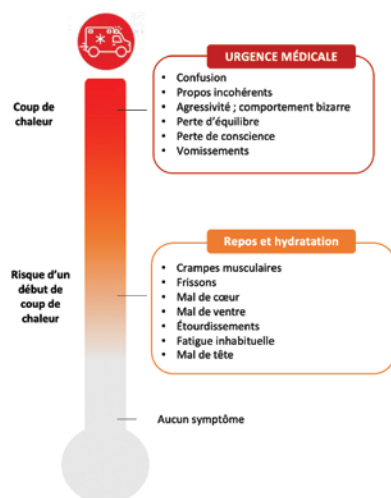 URGENCE MÉDICALE
Coup de
chaleur
• Confusion
• Propos incohérents
• Agressivité ; comportement bizarre
• Perte d'équilibre
• Perte de conscience
• Vomissements
Repos et hydratation
Risque d'un
début de
coup de
chaleur
• Crampes musculaires
• Frissons
• Mal de cœur
• Mal de ventre
• Étourdissements
• Fatigue inhabituelle
• Mal de tête
Aucun symptôme